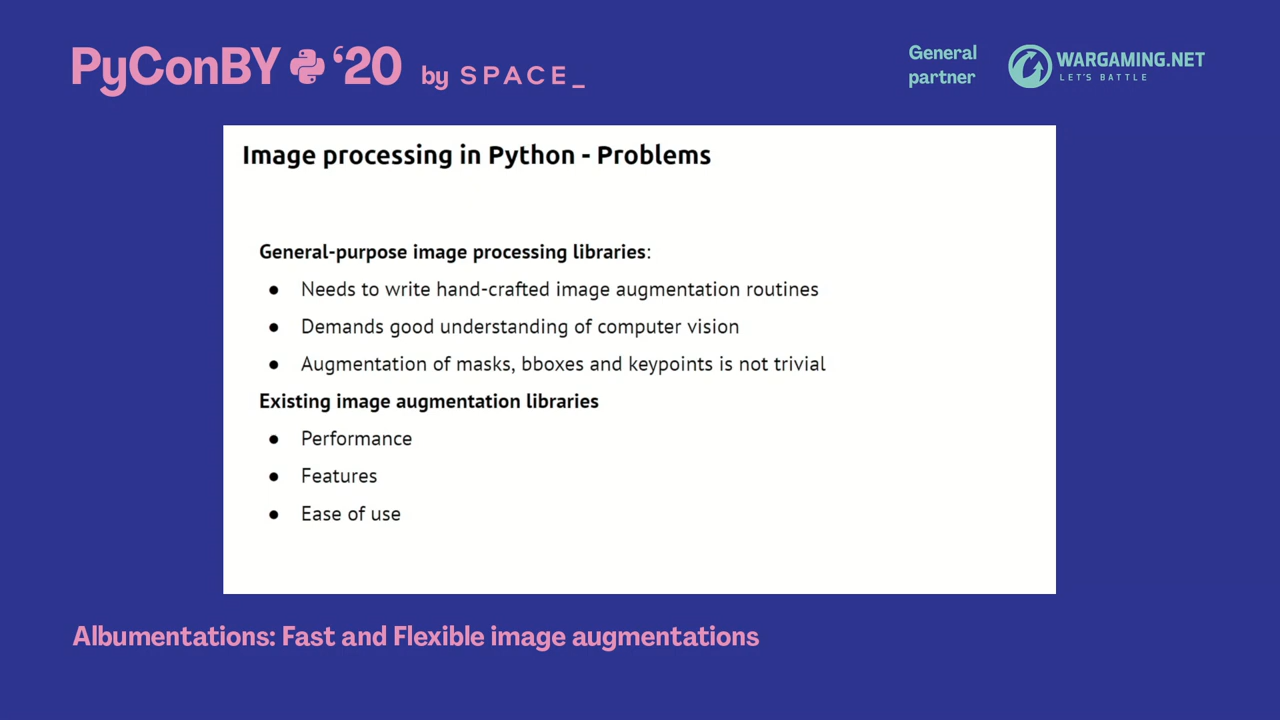 PyConBY '20 by SPACE_
General
partner
WARGAMING.NET
LET'S BATTLE
Image processing in Python - Problems
General-purpose image processing libraries:
● Needs to write hand-crafted image augmentation routines
● Demands good understanding of computer vision
● Augmentation of masks, bboxes and keypoints is not trivial
Existing image augmentation libraries
● Performance
● Features
● Ease of use
Albumentations: Fast and Flexible image augmentations